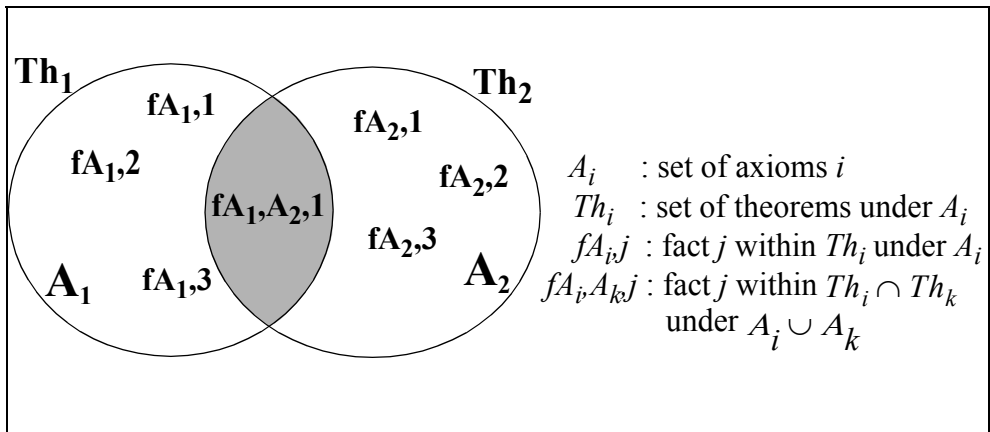 Th₁
Th₂
fA₁,1
fA₂,1
fA₁,2
fA₂,2
fA₁,A₂,1
fA₂,3
A₁
fA₁,3
A₂
Aᵢ : set of axioms i
Thᵢ : set of theorems under Aᵢ
fAᵢ,j : fact j within Thᵢ under Aᵢ
fAᵢ,Aₖ,j : fact j within Thᵢ ∩ Thₖ
under Aᵢ ∪ Aₖ